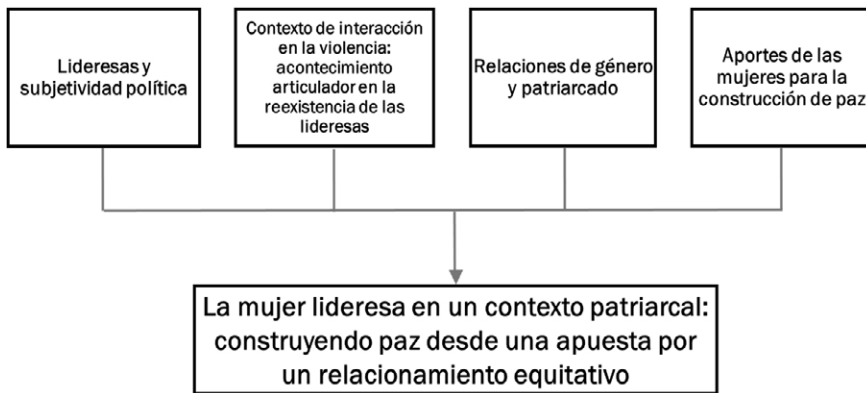 Lideresas y
subjetividad política
Contexto de interacción
en la violencia:
acontecimiento
articulador en la
reexistencia de las
lideresas
Relaciones de género
y patriarcado
Aportes de las
mujeres para la
construcción de paz
La mujer lideresa en un contexto patriarcal:
construyendo paz desde una apuesta por
un relacionamiento equitativo